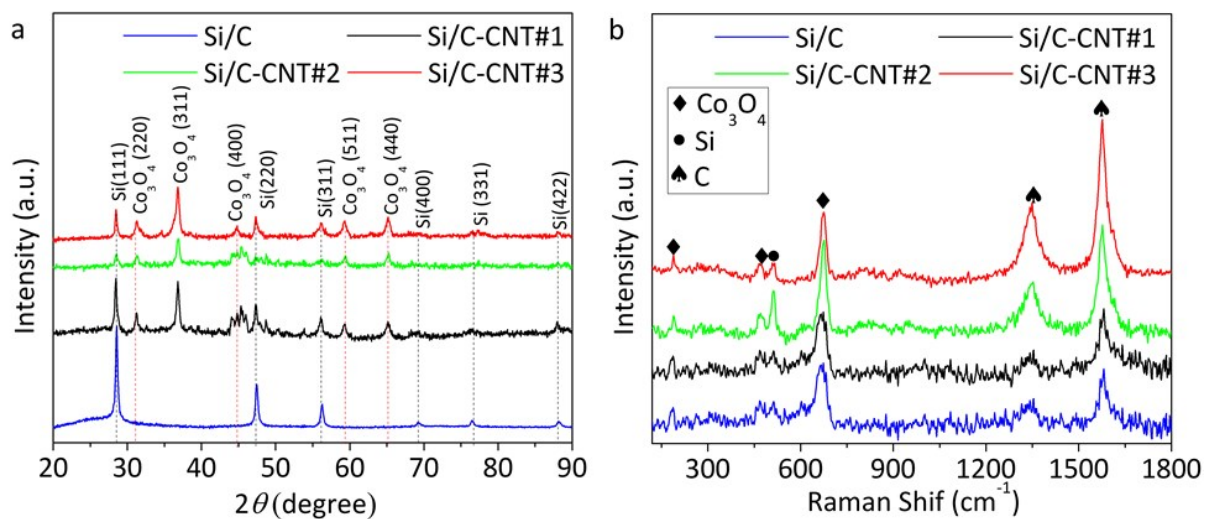 a
Si/C
Si/C-CNT#1
Si/C-CNT#2
Si/C-CNT#3
Si(111)
Co3O4 (220)
Co3O4 (311)
Co3O4 (400)
Si(220)
Si(311)
Co3O4 (511)
Co3O4 (440)
Si(400)
Si (331)
Si(422)
Intensity (a.u.)
20 30 40 50 60 70 80 90
2θ (degree)
b
Si/C
Si/C-CNT#1
Si/C-CNT#2
Si/C-CNT#3
♦ Co3O4
● Si
♠ C
Intensity (a.u.)
300 600 900 1200 1500 1800
Raman Shif (cm-1)